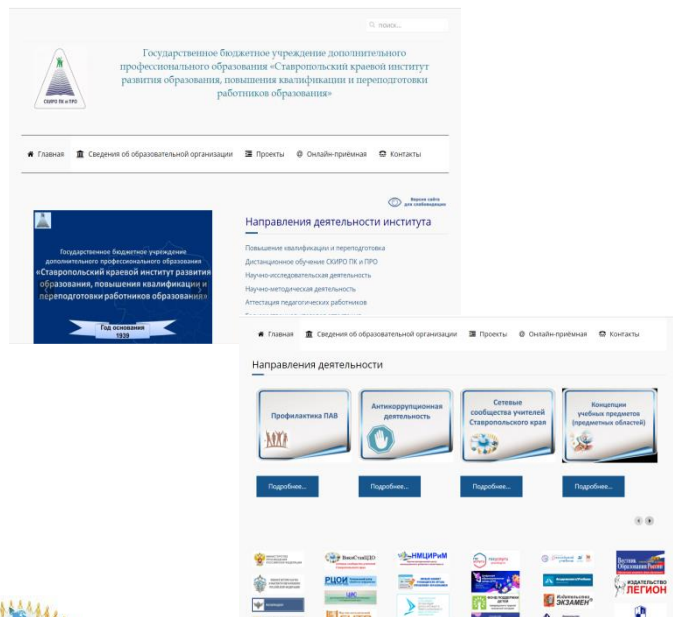 поиск...
Государственное бюджетное учреждение дополнительного
профессионального образования «Ставропольский краевой институт
развития образования, повышения квалификации и переподготовки
работников образования»
СКИРО ПК и ПРО
Главная Сведения об образовательной организации Проекты Онлайн-приёмная Контакты
Версия сайта
для слабовидящих
Направления деятельности института
Государственное бюджетное учреждение
дополнительного профессионального образования
«Ставропольский краевой институт развития
образования, повышения квалификации и
переподготовки работников образования»
Год основания
1939
Повышение квалификации и переподготовка
Дистанционное обучение СКИРО ПК и ПРО
Научно-исследовательская деятельность
Научно-методическая деятельность
Аттестация педагогических работников
Главная Сведения об образовательной организации Проекты Онлайн-приёмная Контакты
Направления деятельности
Профилактика ПАВ
Антикоррупционная
деятельность
Сетевые
сообщества учителей
Ставропольского края
Концепции
учебных предметов
(предметных областей)
Подробнее... Подробнее... Подробнее... Подробнее...
НМЦИРиМ
Вестник
Образования России
РЦОИ
ИЗДАТЕЛЬСТВО
ЛЕГИОН
Издательство
ЭКЗАМЕН